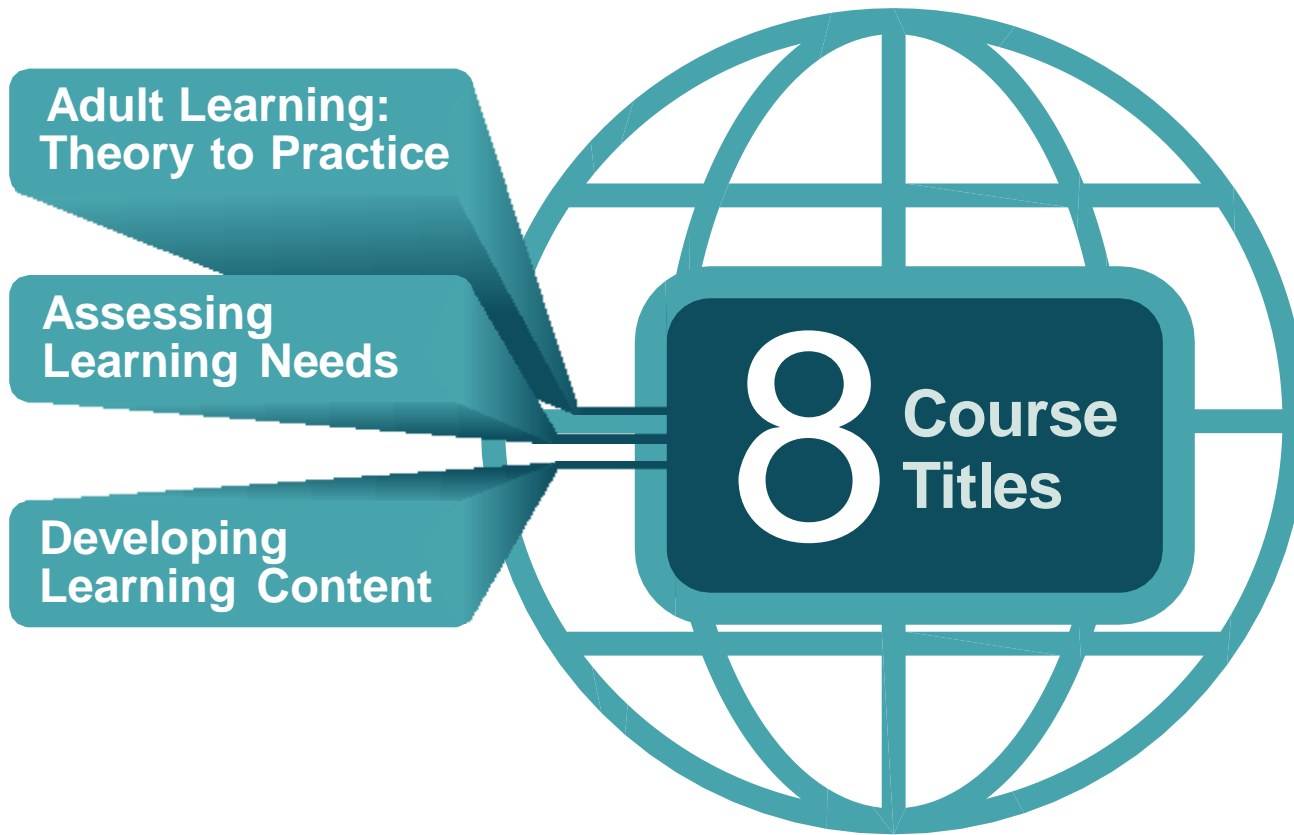 Adult Learning:
Theory to Practice
Assessing
Learning Needs
Developing
Learning Content
8
Course
Titles